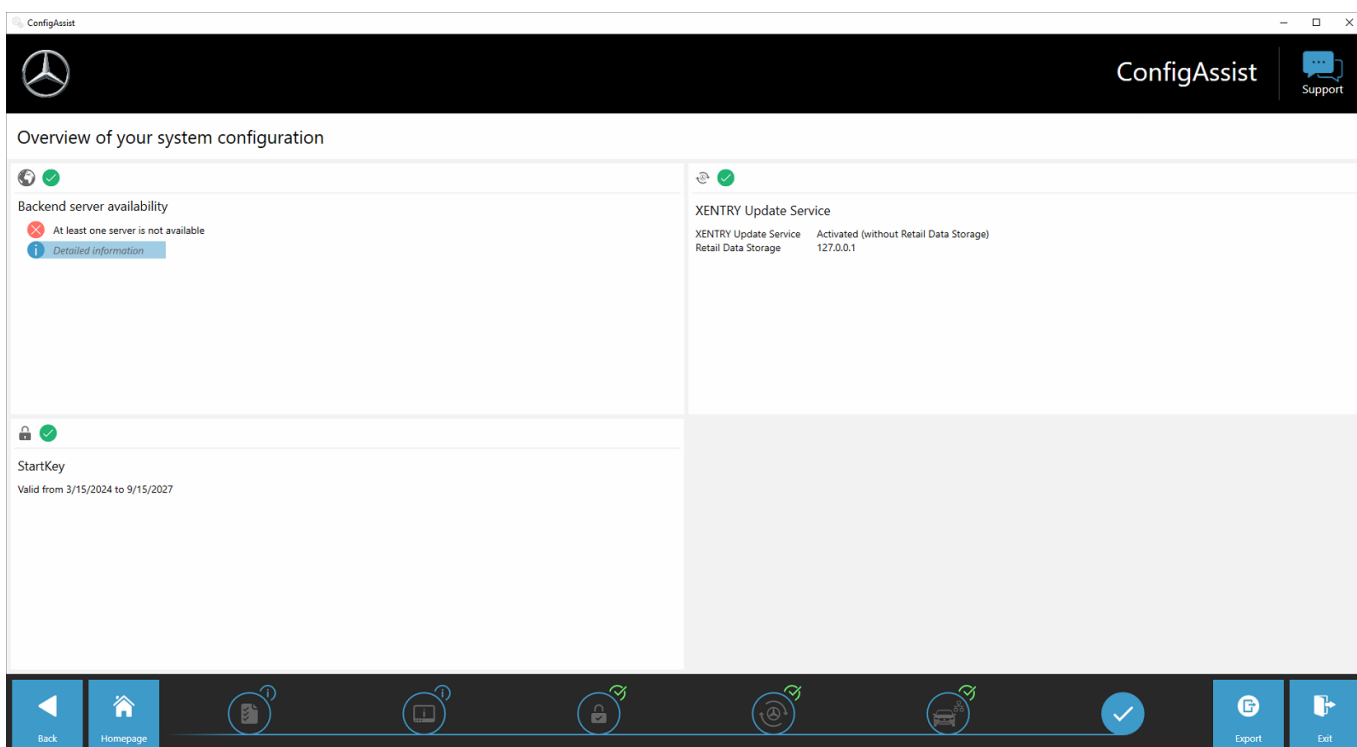 ConfigAssist
ConfigAssist
Support
Overview of your system configuration
Backend server availability
At least one server is not available
Detailed information
XENTRY Update Service
XENTRY Update Service Activated (without Retail Data Storage)
Retail Data Storage 127.0.0.1
StartKey
Valid from 3/15/2024 to 9/15/2027
Back
Homepage
Export
Exit